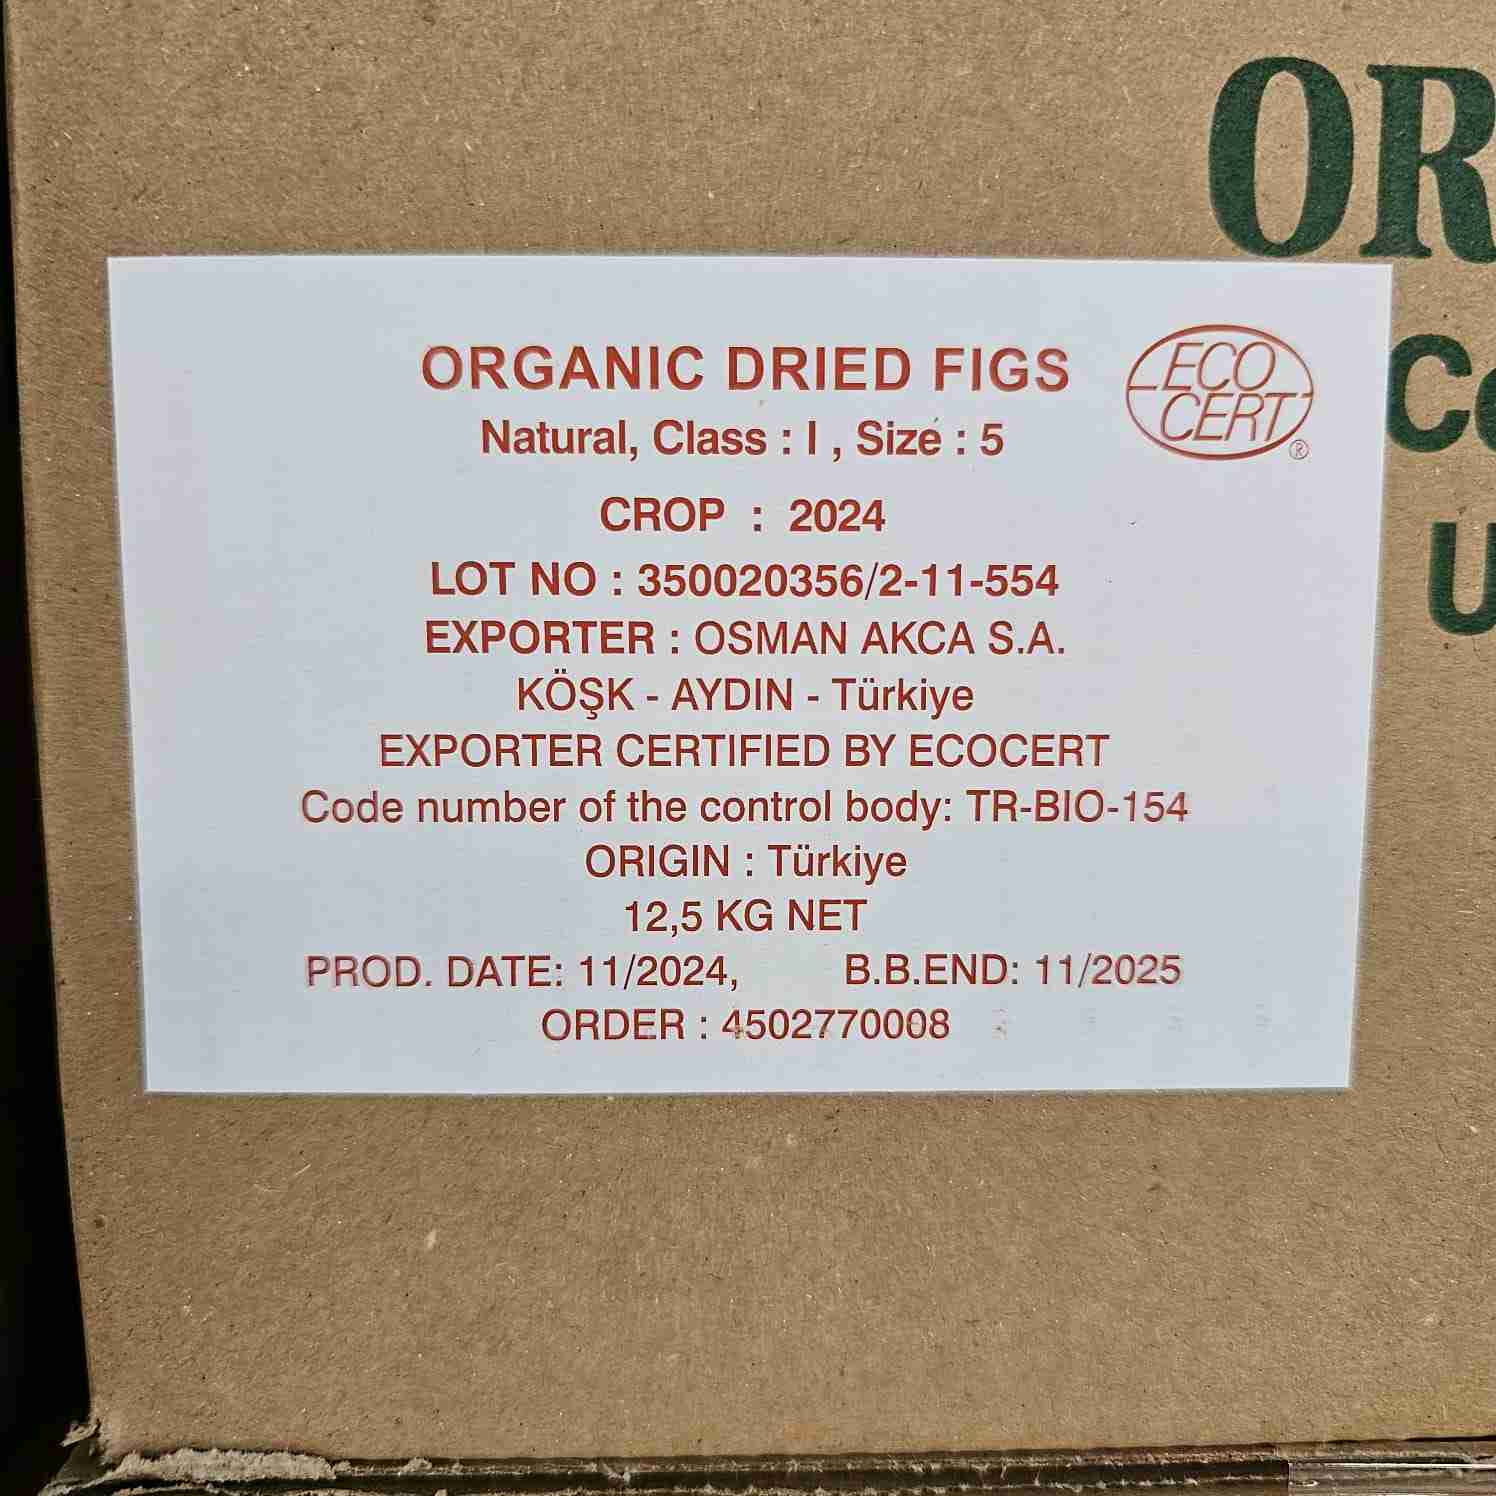 OR
ORGANIC DRIED FIGS
Natural, Class : I , Size : 5
ECO
CERT
®
CROP : 2024
LOT NO : 350020356/2-11-554
EXPORTER : OSMAN AKCA S.A.
KÖŞK - AYDIN - Türkiye
EXPORTER CERTIFIED BY ECOCERT
Code number of the control body: TR-BIO-154
ORIGIN : Türkiye
12,5 KG NET
PROD. DATE: 11/2024, B.B.END: 11/2025
ORDER : 4502770008